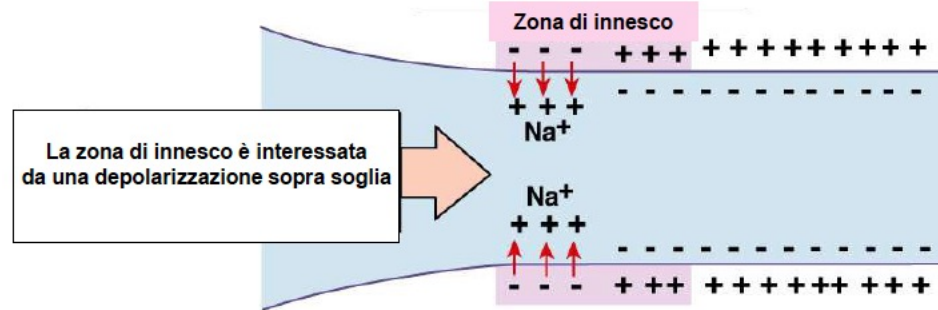 Zona di innesco
- - -
+ + + + + + + + + + + +
+ + +
- - - - - - - - - - -
Na+
La zona di innesco è interessata
da una depolarizzazione sopra soglia
Na+
+ + +
- - - - - - - - - - -
- - -
+ + + + + + + + + + + +